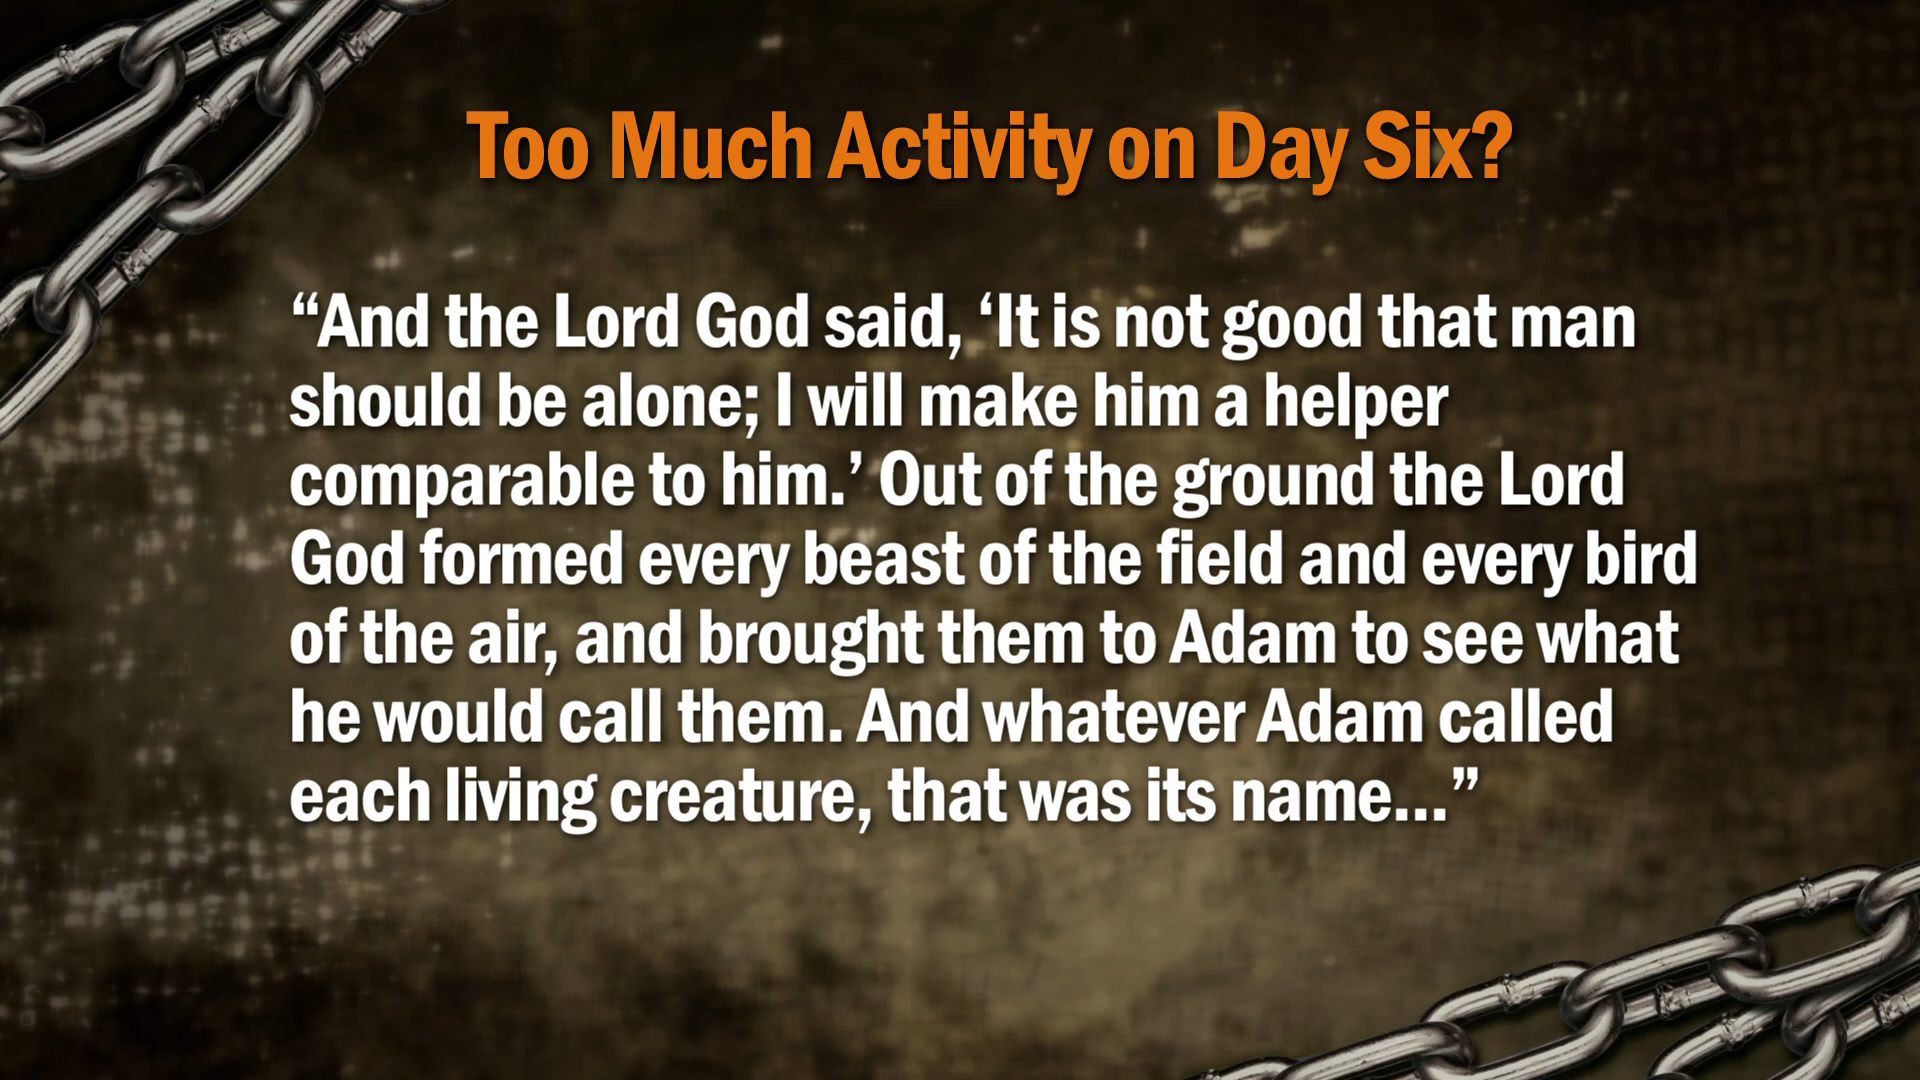 Too Much Activity on Day Six?
“And the Lord God said, ‘It is not good that man
should be alone; I will make him a helper
comparable to him.’ Out of the ground the Lord
God formed every beast of the field and every bird
of the air, and brought them to Adam to see what
he would call them. And whatever Adam called
each living creature, that was its name...”